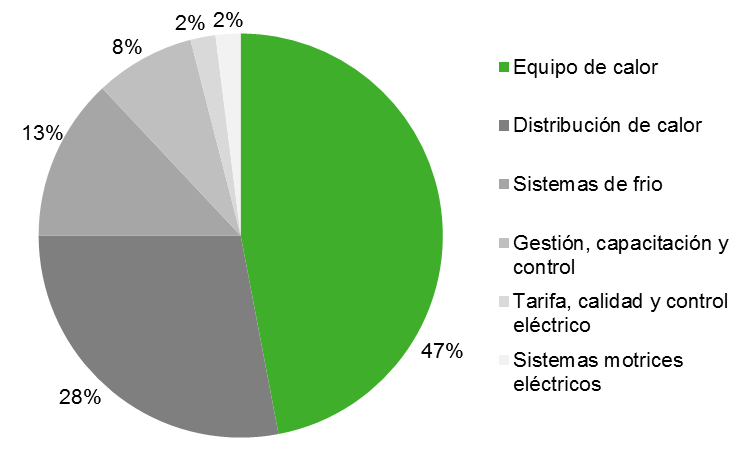 2%
2%
8%
13%
28%
47%
Equipo de calor
Distribución de calor
Sistemas de frio
Gestión, capacitación y
control
Tarifa, calidad y control
eléctrico
Sistemas motrices
eléctricos